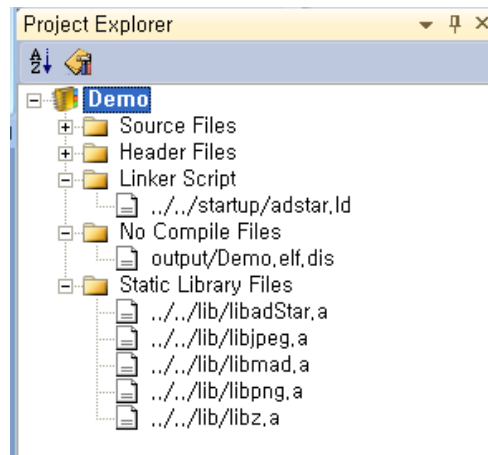 Project Explorer
Demo
Source Files
Header Files
Linker Script
../../startup/adstar.ld
No Compile Files
output/Demo.elf.dis
Static Library Files
../../lib/libadStar.a
../../lib/libjpeg.a
../../lib/libmad.a
../../lib/libpng.a
../../lib/libz.a